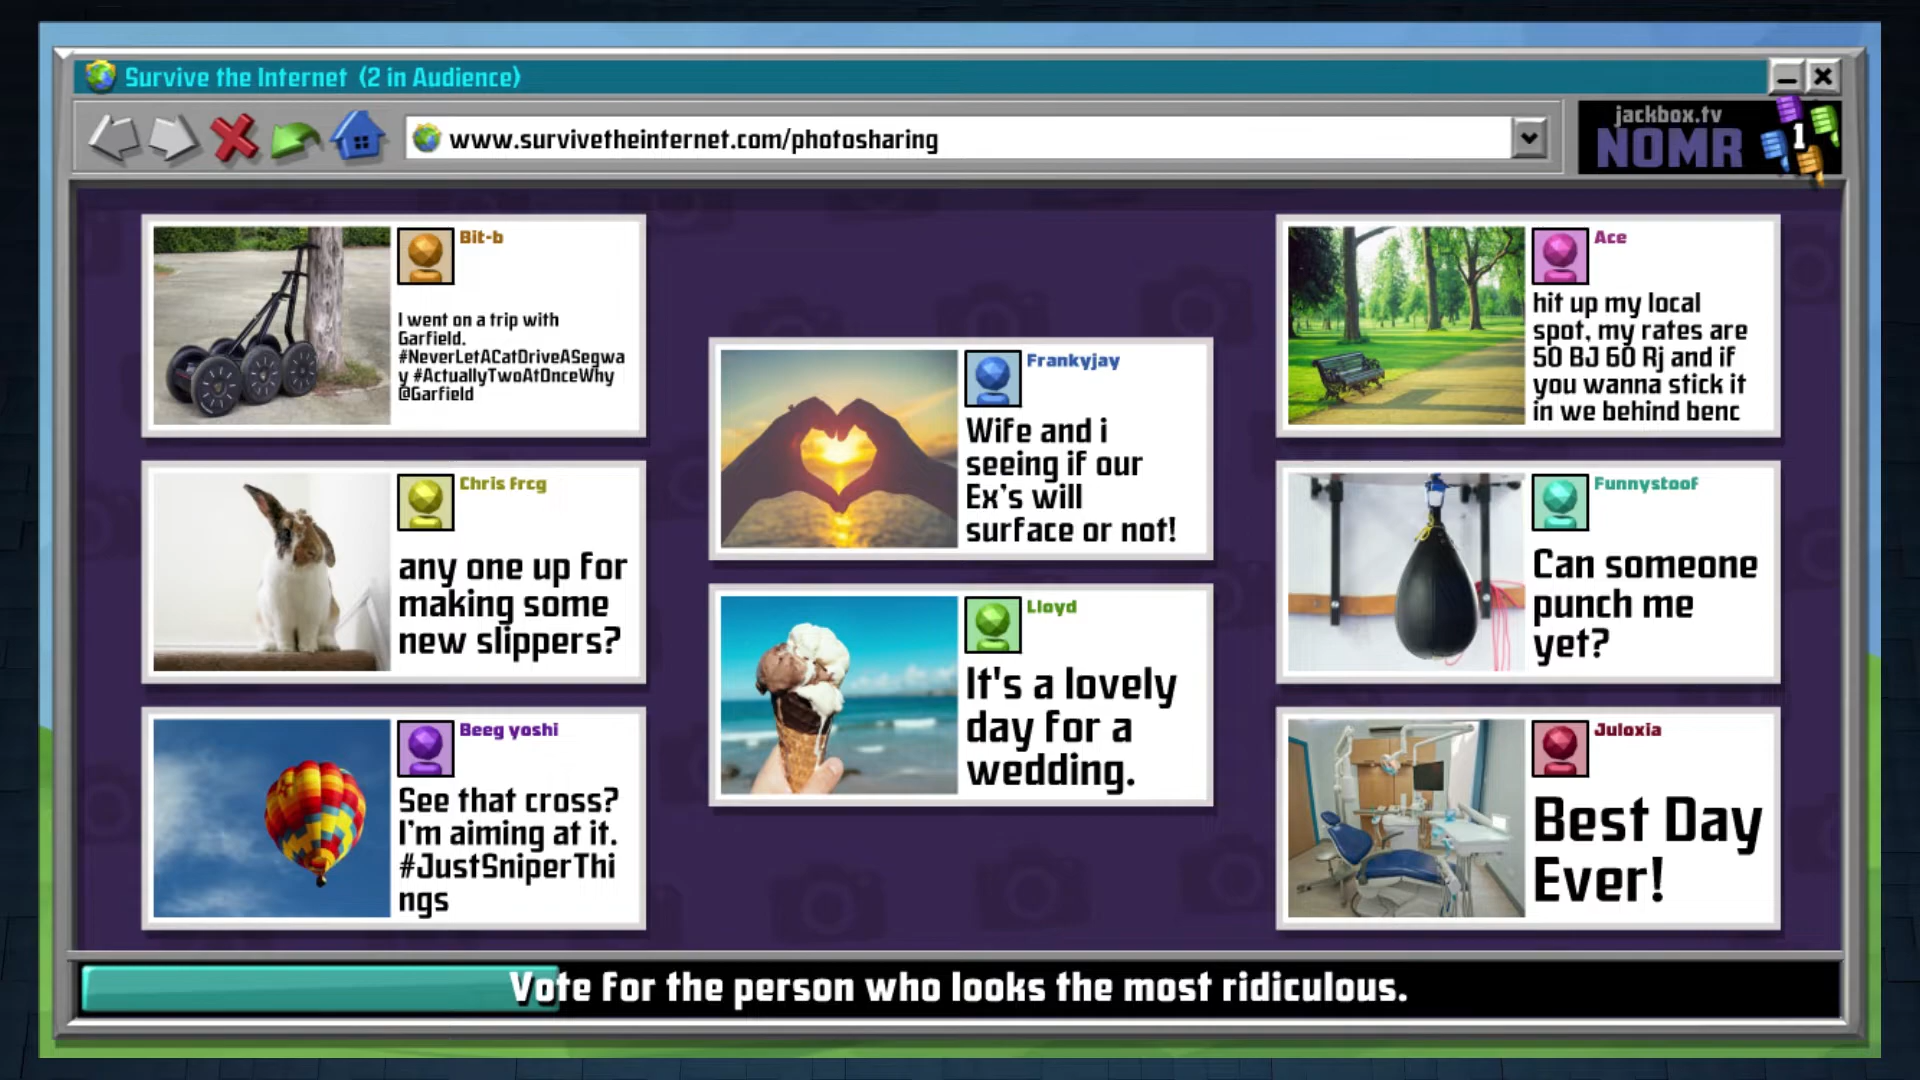 Survive the Internet (2 in Audience)
www.survivetheinternet.com/photosharing
jackbox.tv
NOMR
1
Bit-b
I went on a trip with
Garfield.
#NeverLetACatDriveASegwa
y #ActuallyTwoAtOnceWhy
@Garfield
Chris frcg
any one up for
making some
new slippers?
Beeg yoshi
See that cross?
I'm aiming at it.
#JustSniperThi
ngs
Frankyjay
Wife and i
seeing if our
Ex's will
surface or not!
Lloyd
It's a lovely
day for a
wedding.
Ace
hit up my local
spot, my rates are
50 BJ 60 Rj and if
you wanna stick it
in we behind benc
Funnystoof
Can someone
punch me
yet?
Juloxia
Best Day
Ever!
Vote for the person who looks the most ridiculous.